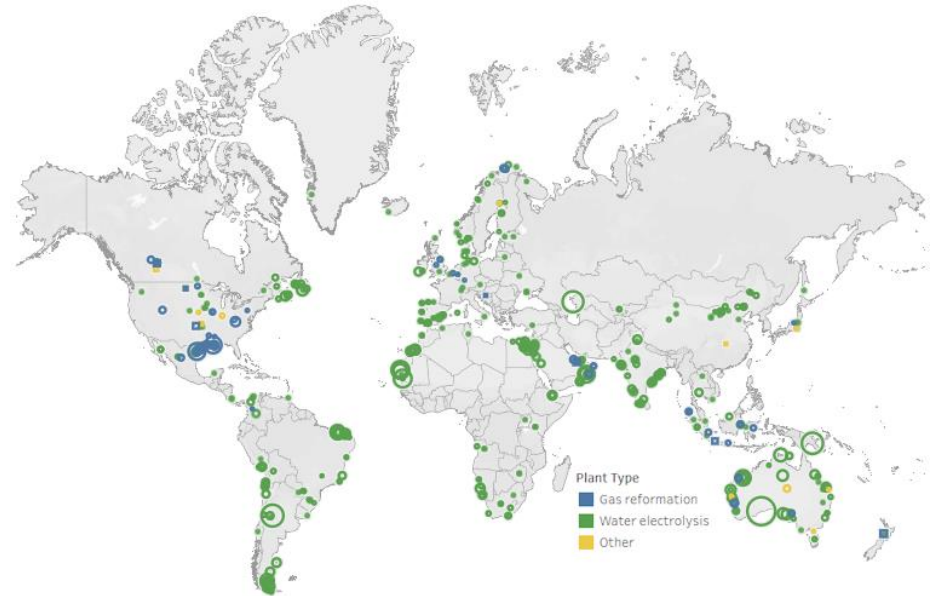 Plant Type
Gas reformation
Water electrolysis
Other